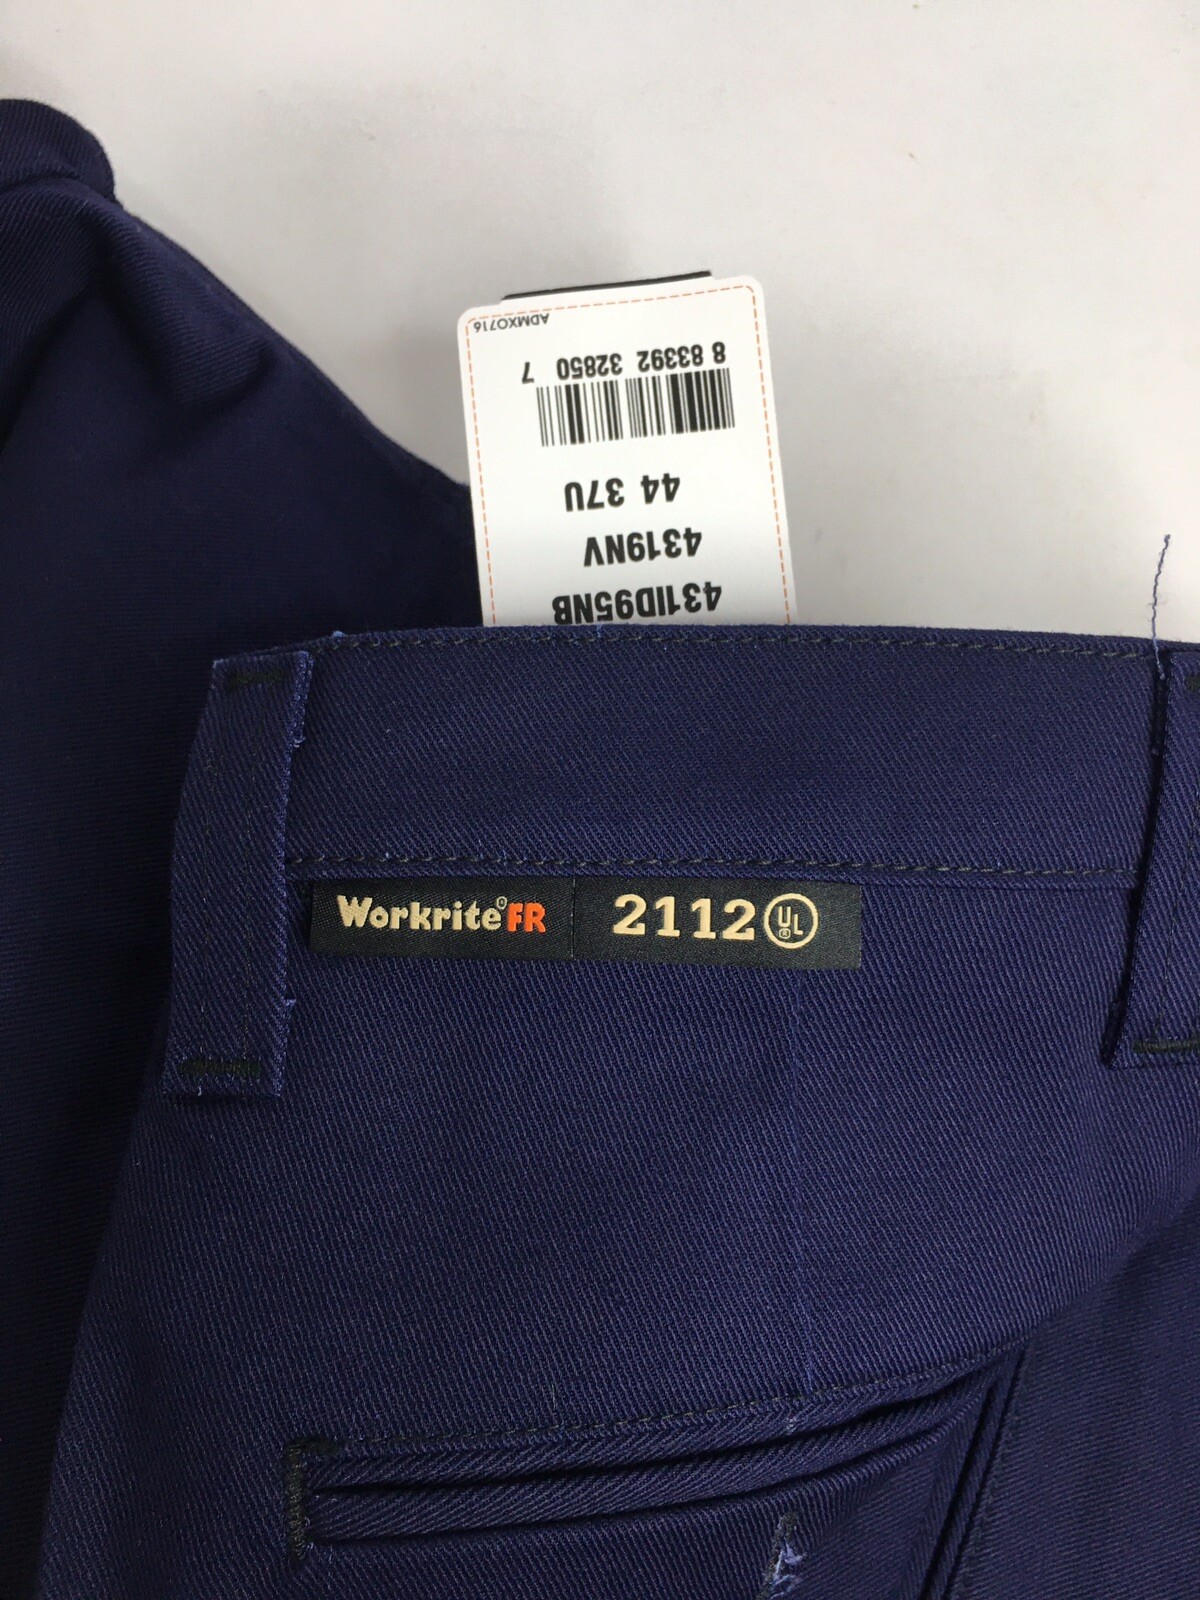 431ID95NB
4319NV
44 37U
8 83392 32850 7
ADMX0716
Workrite® FR
2112 UL®